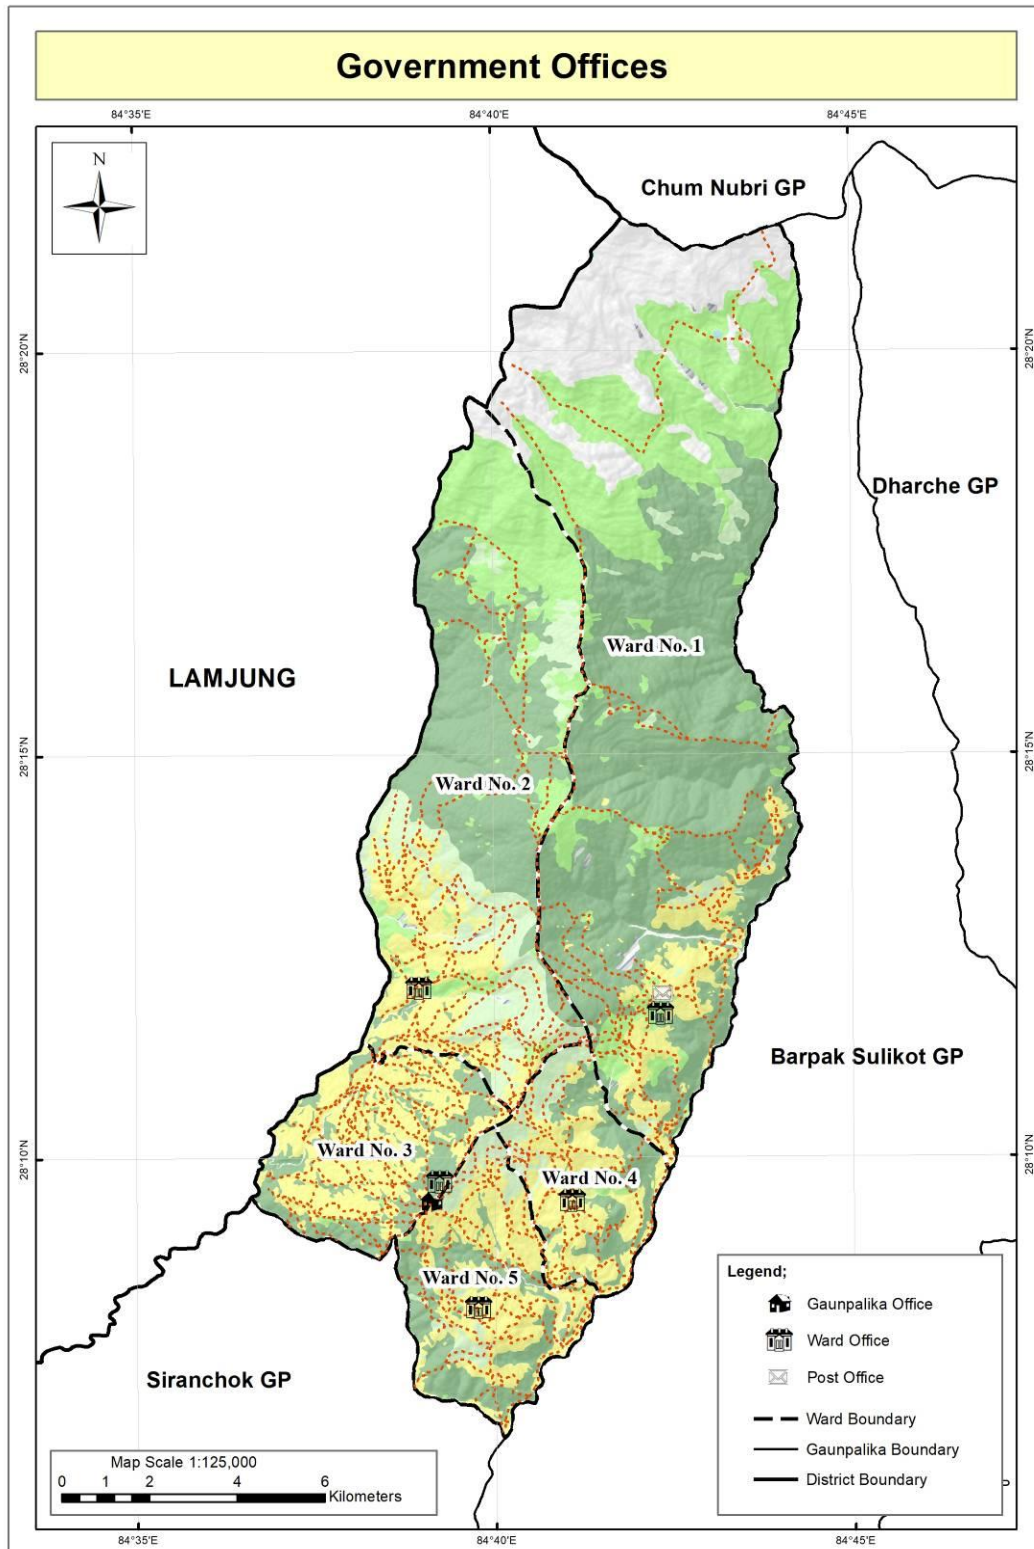 Government Offices
84°35'E
84°40'E
84°45'E
N
Chum Nubri GP
28°20'N
28°20'N
Dharche GP
Ward No. 1
LAMJUNG
28°15'N
28°15'N
Ward No. 2
Barpak Sulikot GP
Ward No. 3
28°10'N
28°10'N
Ward No. 4
Ward No. 5
Siranchok GP
Legend;
Gaunpalika Office
Ward Office
Post Office
Ward Boundary
Gaunpalika Boundary
District Boundary
Map Scale 1:125,000
0 1 2 4 6
Kilometers
84°35'E
84°40'E
84°45'E